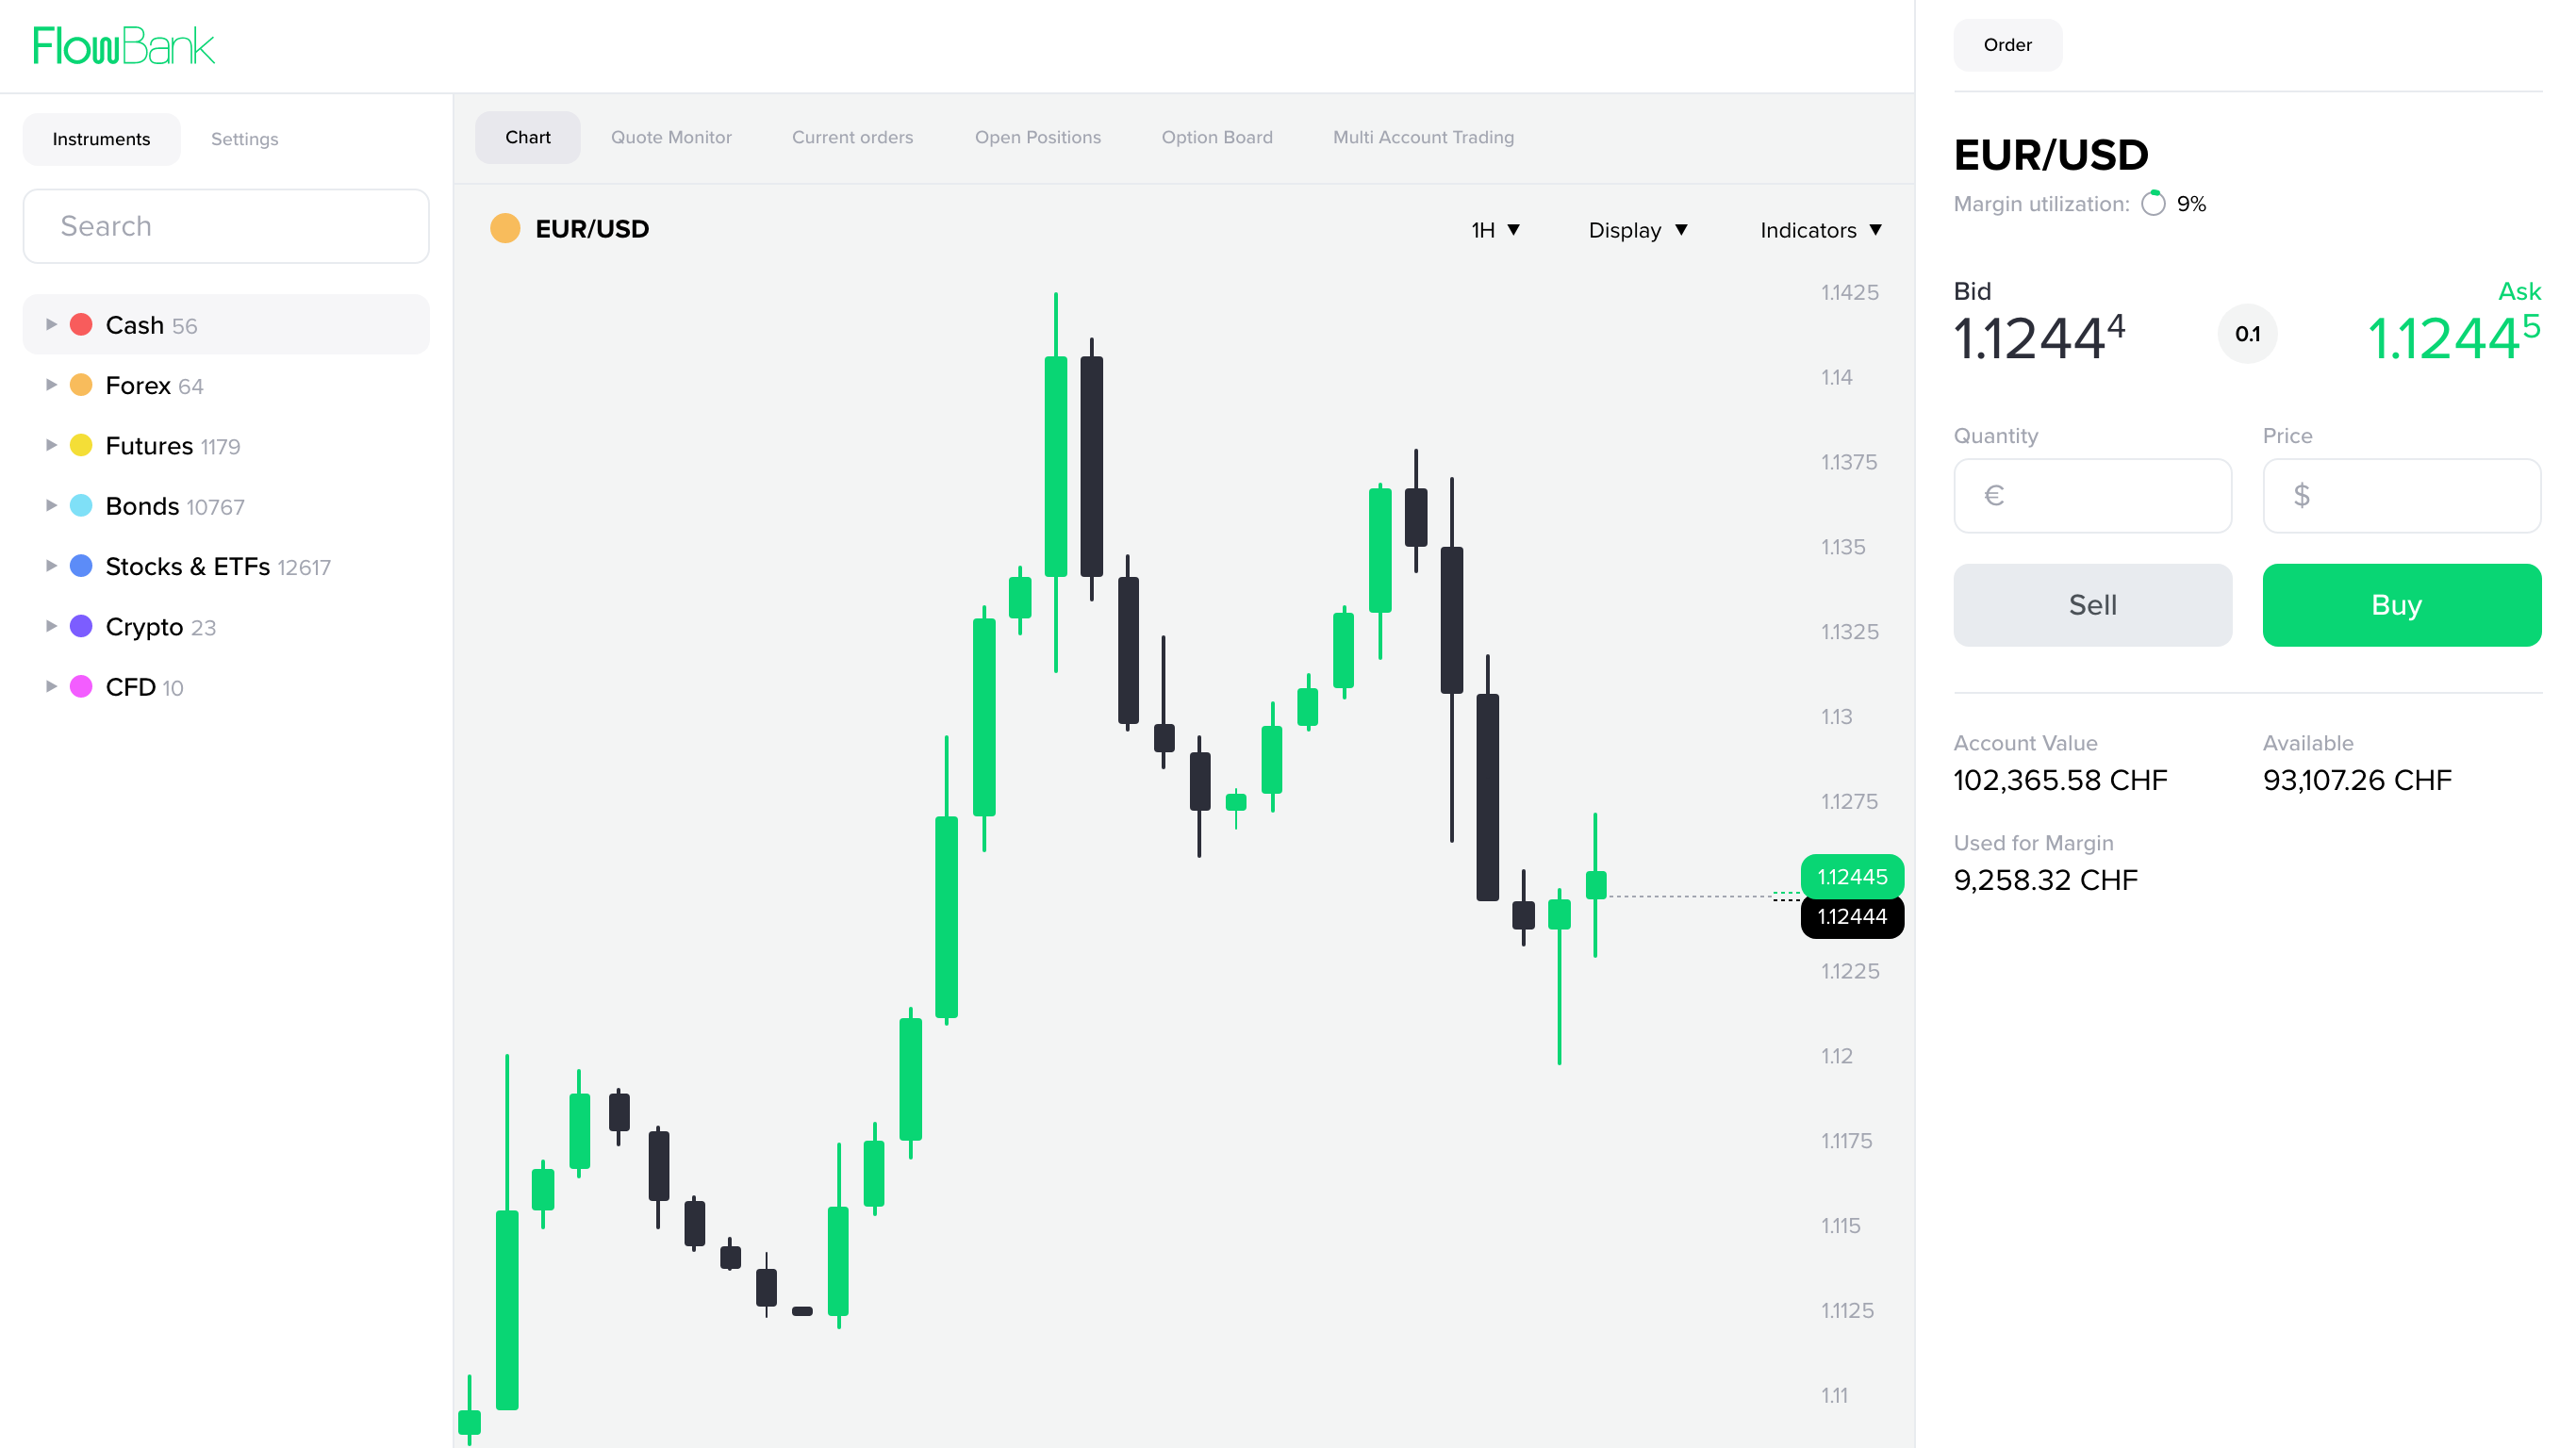 FlowBank
Order
Instruments
Settings
Search
Cash 56
Forex 64
Futures 1179
Bonds 10767
Stocks & ETFs 12617
Crypto 23
CFD 10
Chart
Quote Monitor
Current orders
Open Positions
Option Board
Multi Account Trading
EUR/USD
1H
Display
Indicators
1.1425
1.14
1.1375
1.135
1.1325
1.13
1.1275
1.12445
1.12444
1.1225
1.12
1.1175
1.115
1.1125
1.11
EUR/USD
Margin utilization: 9%
Bid
Ask
1.12444
0.1
1.12445
Quantity
Price
€
$
Sell
Buy
Account Value
Available
102,365.58 CHF
93,107.26 CHF
Used for Margin
9,258.32 CHF